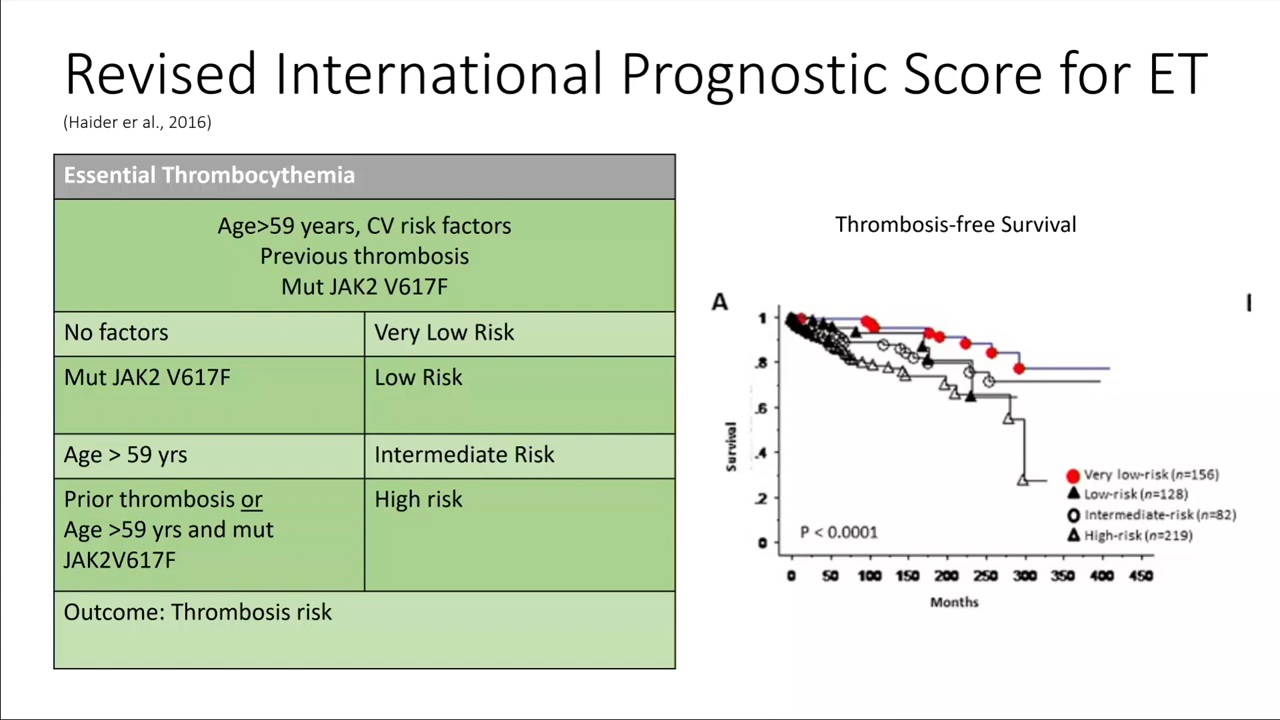 Revised International Prognostic Score for ET
(Haider er al., 2016)
Essential Thrombocythemia
Age>59 years, CV risk factors
Previous thrombosis
Mut JAK2 V617F
No factors
Very Low Risk
Mut JAK2 V617F
Low Risk
Age > 59 yrs
Intermediate Risk
Prior thrombosis or
Age >59 yrs and mut
JAK2V617F
High risk
Outcome: Thrombosis risk
Thrombosis-free Survival
A
1
.8
.6
.4
.2
0
Survival
Very low-risk (n=156)
Low-risk (n=128)
Intermediate-risk (n=82)
High-risk (n=219)
P < 0.0001
0 50 100 150 200 250 300 350 400 450
Months